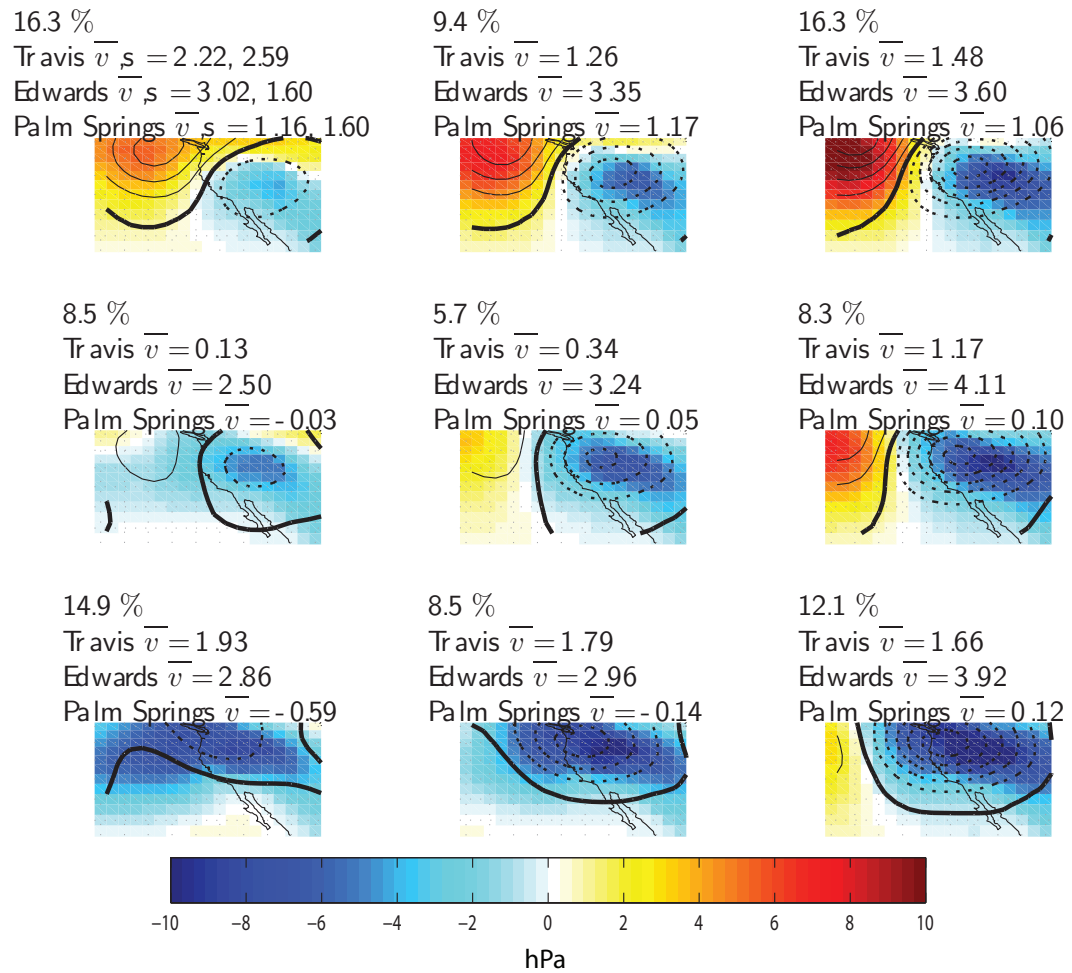 16.3 %
Travis v̅,s = 2.22, 2.59
Edwards v̅,s = 3.02, 1.60
Palm Springs v̅,s = 1.16, 1.60
9.4 %
Travis v̅ = 1.26
Edwards v̅ = 3.35
Palm Springs v̅ = 1.17
16.3 %
Travis v̅ = 1.48
Edwards v̅ = 3.60
Palm Springs v̅ = 1.06
8.5 %
Travis v̅ = 0.13
Edwards v̅ = 2.50
Palm Springs v̅ = -0.03
5.7 %
Travis v̅ = 0.34
Edwards v̅ = 3.24
Palm Springs v̅ = 0.05
8.3 %
Travis v̅ = 1.17
Edwards v̅ = 4.11
Palm Springs v̅ = 0.10
14.9 %
Travis v̅ = 1.93
Edwards v̅ = 2.86
Palm Springs v̅ = -0.59
8.5 %
Travis v̅ = 1.79
Edwards v̅ = 2.96
Palm Springs v̅ = -0.14
12.1 %
Travis v̅ = 1.66
Edwards v̅ = 3.92
Palm Springs v̅ = 0.12
−10 −8 −6 −4 −2 0 2 4 6 8 10
hPa